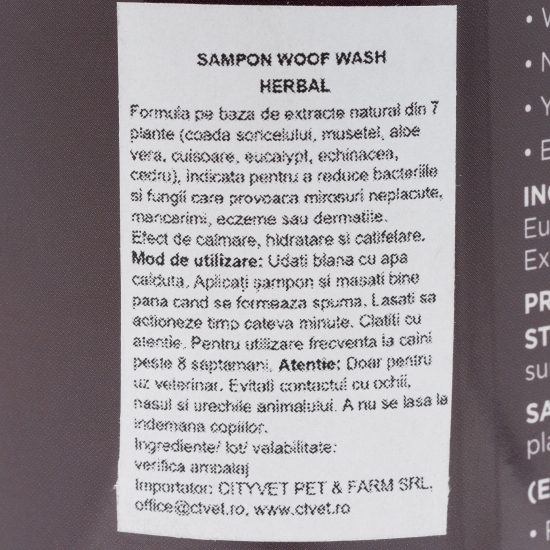 SAMPON WOOF WASH
HERBAL
Formula pe baza de extracte natural din 7
plante (coada soricelului, musetel, aloe
vera, cuisoare, eucalypt, echinacea,
cedru), indicata pentru a reduce bacteriile
si fungii care provoaca mirosuri neplacute,
mancarimi, eczeme sau dermatite.
Efect de calmare, hidratare si catifelare.
Mod de utilizare: Udati blana cu apa
calduta. Aplicați șampon si masati bine
pana cand se formeaza spuma. Lasati sa
actioneze timp cateva minute. Clatiti cu
atentie. Pentru utilizare frecventa la caini
peste 8 saptamani. Atentie: Doar pentru
uz veterinar. Evitati contactul cu ochii,
nasul si urechile animalului. A nu se lasa la
indemana copiilor.
Ingrediente/ lot/ valabilitate:
verifica ambalaj
Importator: CITYVET PET & FARM SRL,
office@ctvet.ro, www.ctvet.ro
Eu
Ex
PR
ST
SA
(E